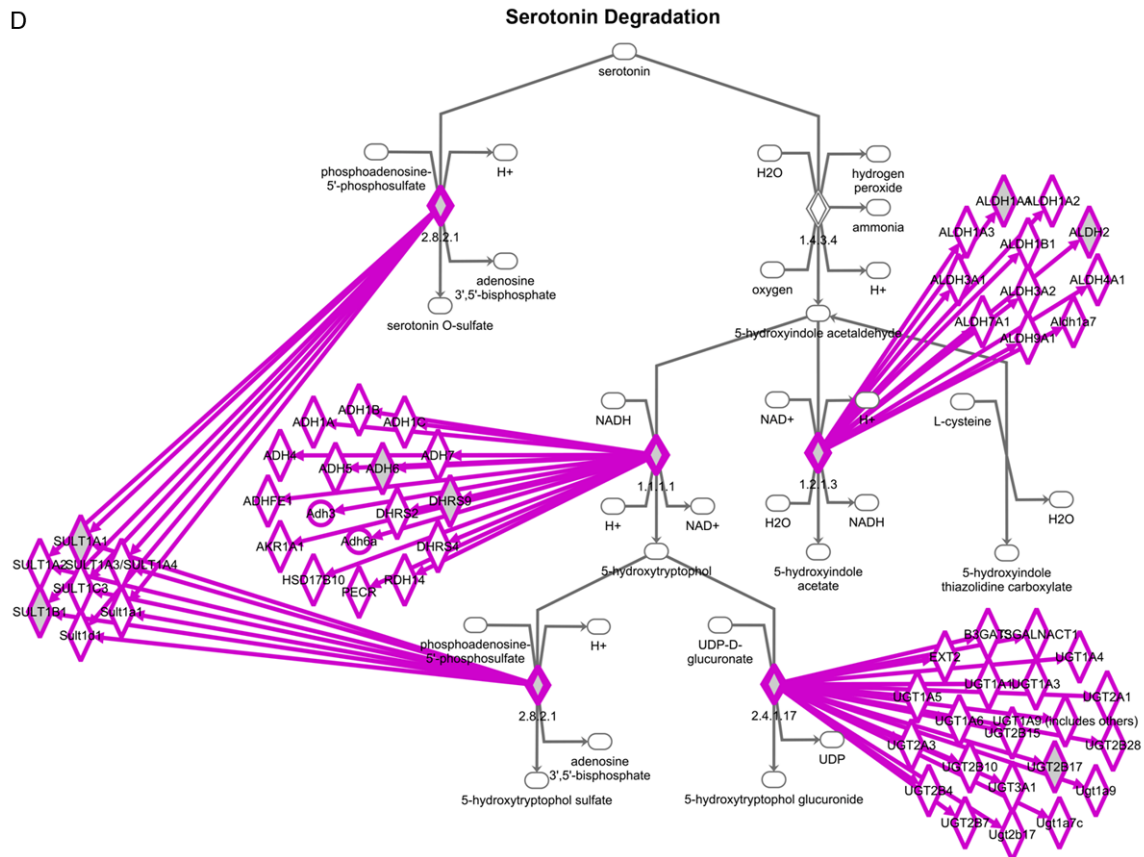 D
Serotonin Degradation
serotonin
phosphoadenosine-
5'-phosphosulfate
H+
2.8.2.1
adenosine
3',5'-bisphosphate
serotonin O-sulfate
H2O
hydrogen
peroxide
ammonia
1.4.3.4
oxygen
H+
5-hydroxyindole acetaldehyde
ALDH1A2
ALDH1A3
ALDH1B1
ALDH2
ALDH3A1
ALDH3A2
ALDH4A1
ALDH7A1
Aldh1a7
ALDH9A1
NADH
1.1.1.1
H+
NAD+
5-hydroxytryptophol
NAD+
H+
1.2.1.3
H2O
NADH
5-hydroxyindole
acetate
L-cysteine
H2O
5-hydroxyindole
thiazolidine carboxylate
ADH1B
ADH1A
ADH1C
ADH4
ADH5
ADH6
ADH7
ADHFE1
Adh3
DHRS2
DHRS9
AKR1A1
Adh6a
DHRS4
HSD17B10
PECR
RDH14
SULT1A1
SULT1A2
SULT1A3/SULT1A4
SULT1C3
SULT1B1
Sult1a1
Sult1d1
phosphoadenosine-
5'-phosphosulfate
H+
2.8.2.1
adenosine
3',5'-bisphosphate
5-hydroxytryptophol sulfate
UDP-D-
glucuronate
2.4.1.17
UDP
5-hydroxytryptophol glucuronide
CSGALNACT1
EXT2
UGT1A4
UGT1A1
UGT1A3
UGT1A5
UGT2A1
UGT1A6
UGT1A9 (includes others)
UGT2B15
UGT2A3
UGT2B28
UGT2B10
UGT2B17
UGT2B4
UGT3A1
Ugt1a9
UGT2B7
Ugt2b17
Ugt1a7c